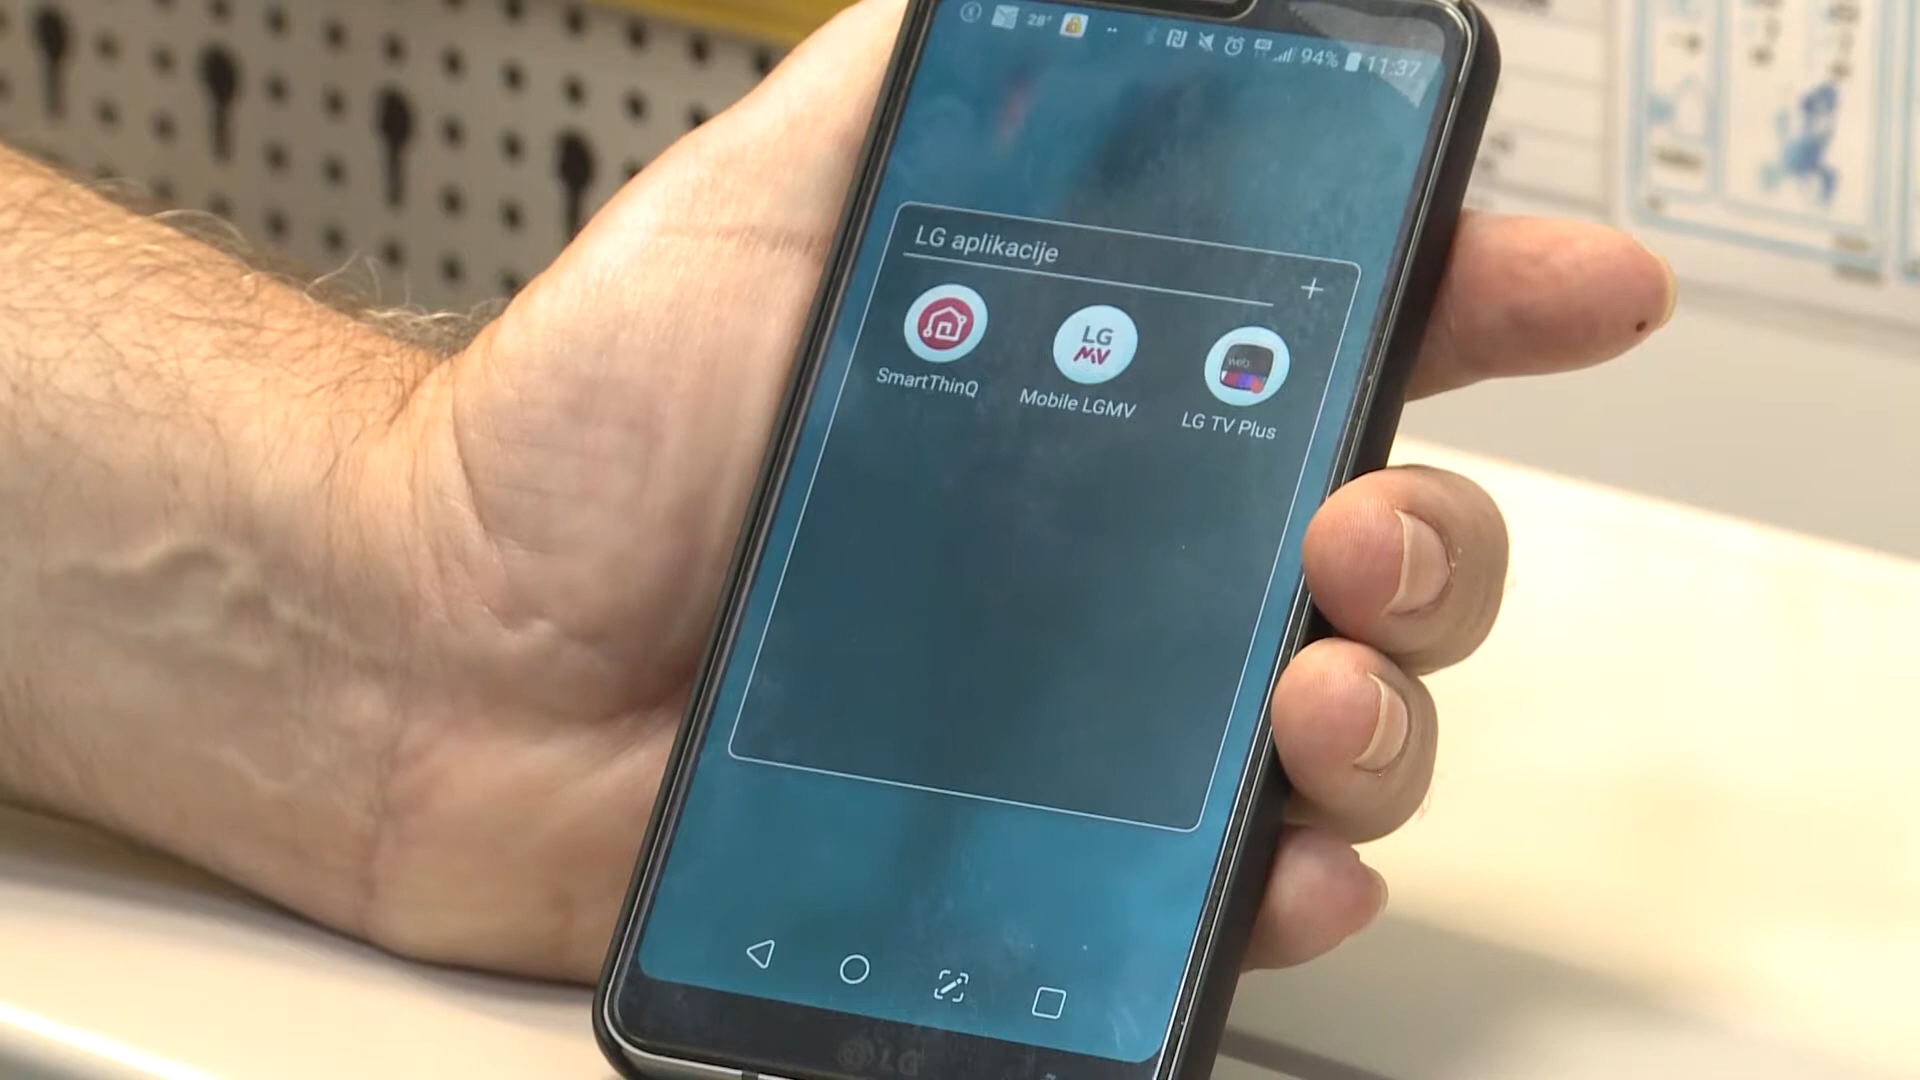 28° 94% 11:37
LG aplikacije
+
LG
MV
web
SmartThinQ Mobile LGMV LG TV Plus
LG